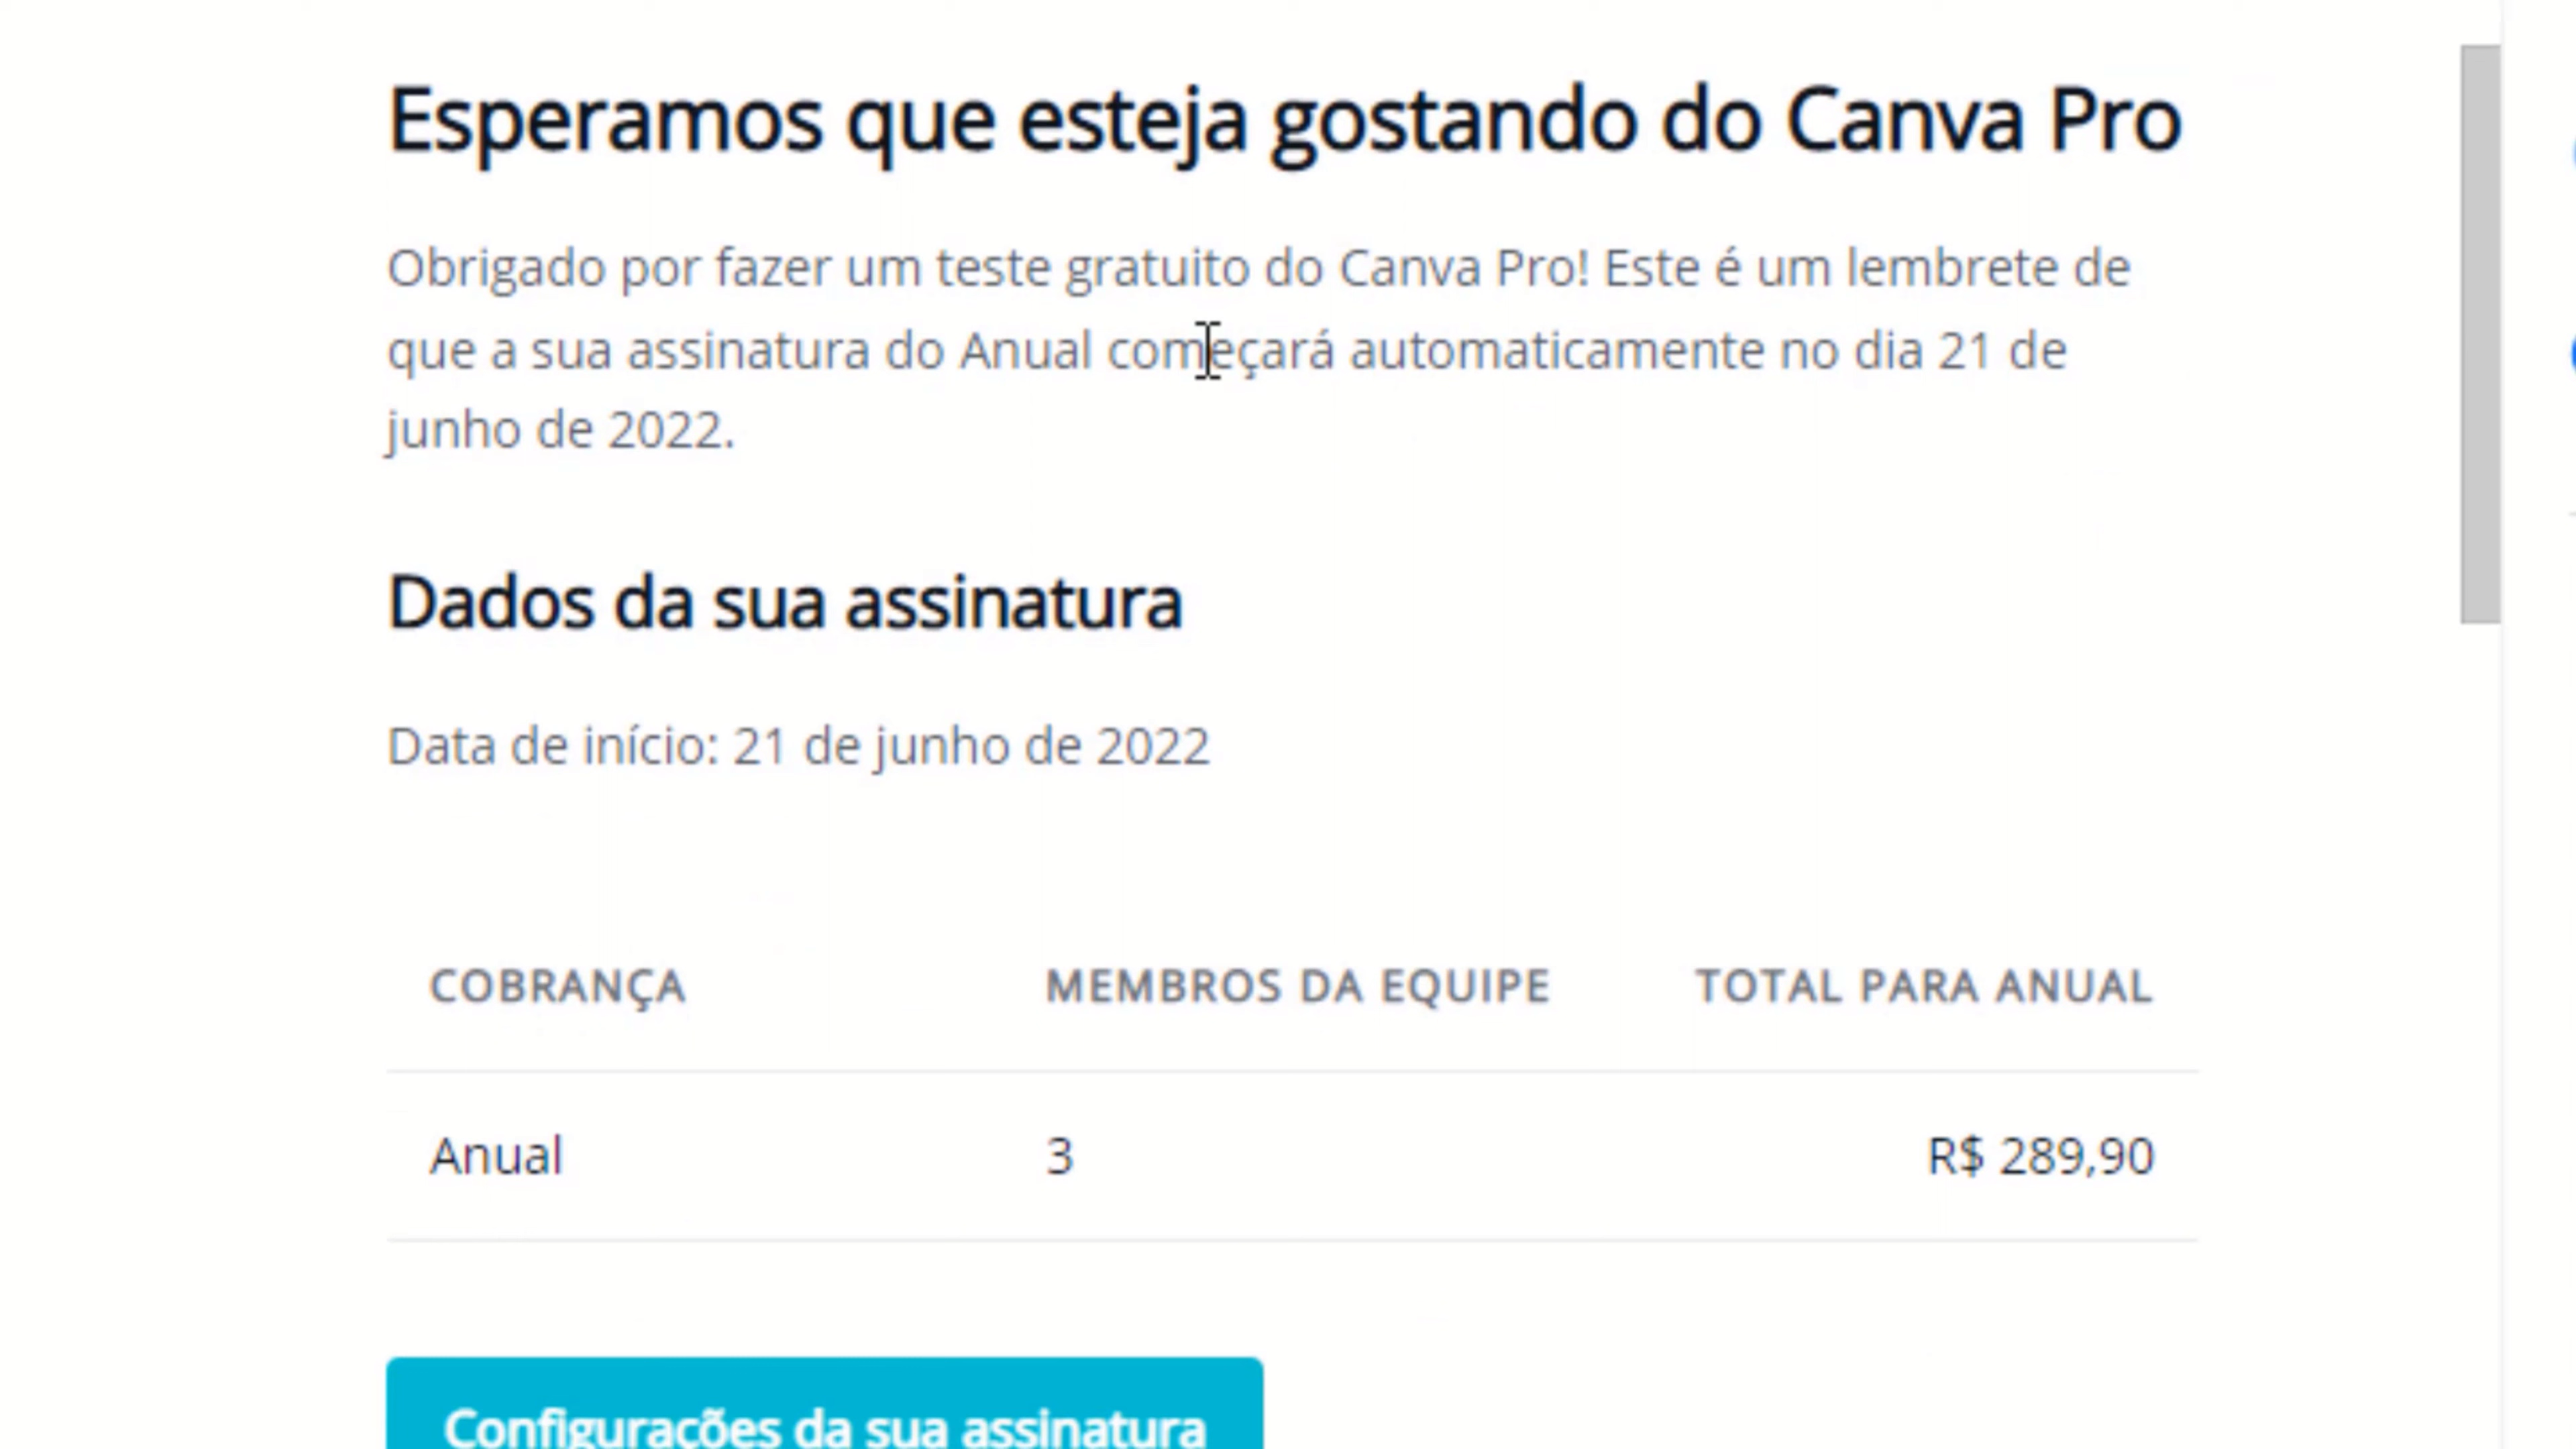 Esperamos que esteja gostando do Canva Pro
Obrigado por fazer um teste gratuito do Canva Pro! Este é um lembrete de
que a sua assinatura do Anual começará automaticamente no dia 21 de
junho de 2022.
Dados da sua assinatura
Data de início: 21 de junho de 2022
COBRANÇA MEMBROS DA EQUIPE TOTAL PARA ANUAL
Anual 3 R$ 289,90
Configurações da sua assinatura